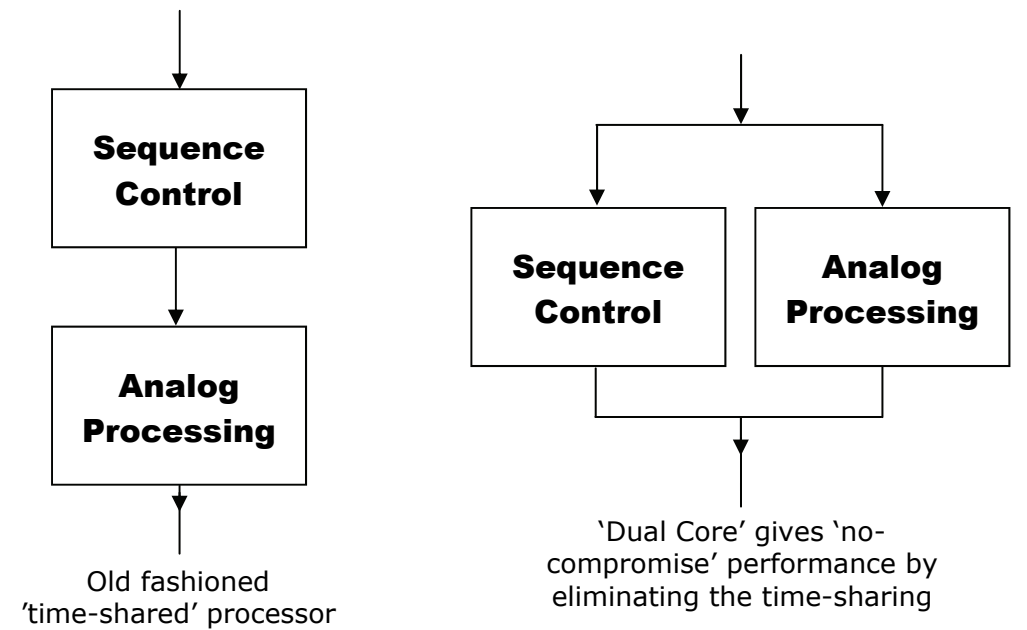 Sequence
Control
Analog
Processing
Old fashioned
’time-shared’ processor
Sequence
Control
Analog
Processing
‘Dual Core’ gives ‘no-
compromise’ performance by
eliminating the time-sharing